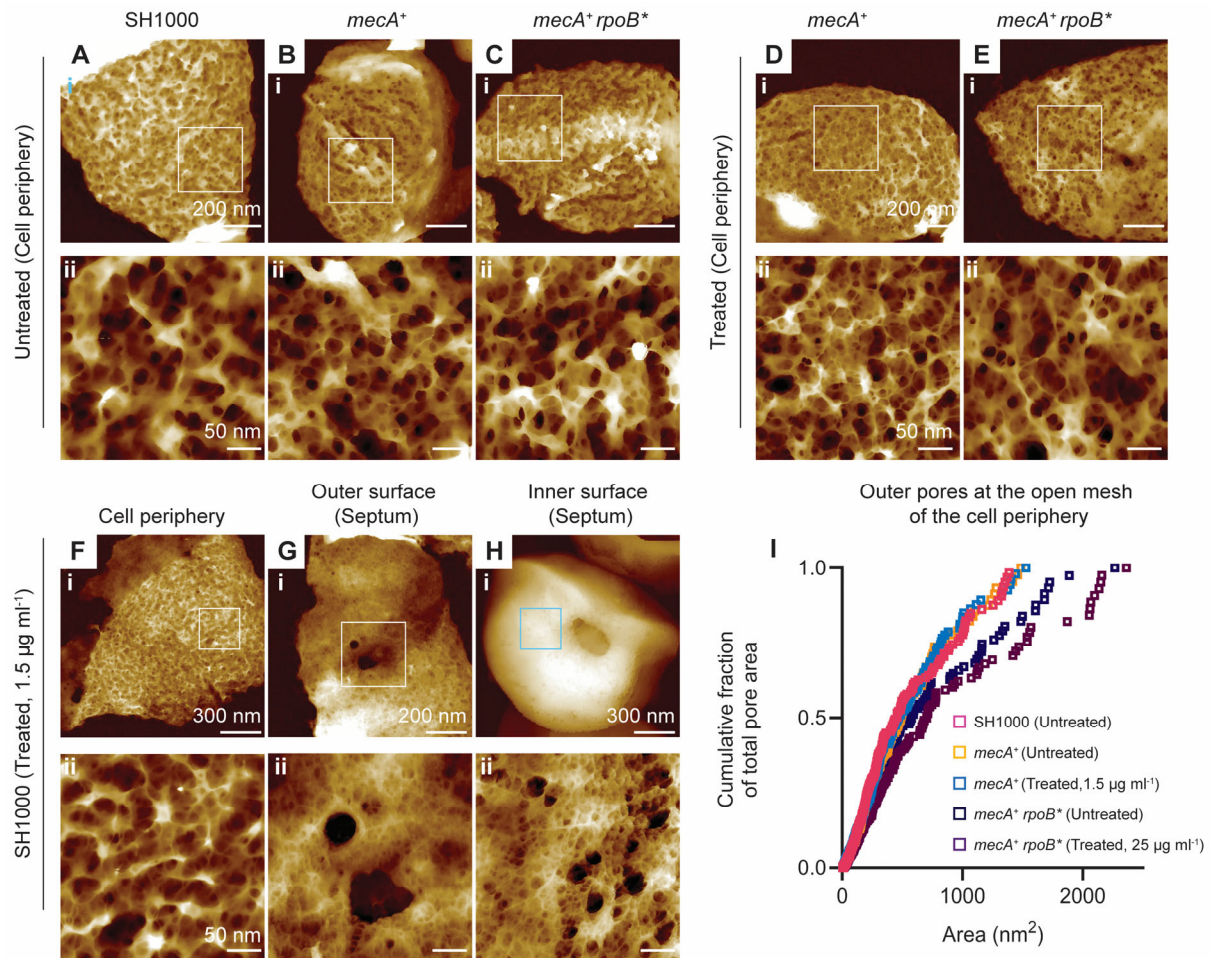 SH1000
mecA⁺
mecA⁺ rpoB*
mecA⁺
mecA⁺ rpoB*
Untreated (Cell periphery)
A
i
200 nm
B
i
C
i
Treated (Cell periphery)
D
i
200 nm
E
i
ii
50 nm
ii
ii
ii
50 nm
ii
Cell periphery
Outer surface
(Septum)
Inner surface
(Septum)
SH1000 (Treated, 1.5 µg ml⁻¹)
F
i
300 nm
G
i
200 nm
H
i
300 nm
ii
50 nm
ii
ii
Outer pores at the open mesh
of the cell periphery
I
Cumulative fraction
of total pore area
1.0
0.5
0.0
SH1000 (Untreated)
mecA⁺ (Untreated)
mecA⁺ (Treated,1.5 µg ml⁻¹)
mecA⁺ rpoB* (Untreated)
mecA⁺ rpoB* (Treated, 25 µg ml⁻¹)
0
1000
2000
Area (nm²)